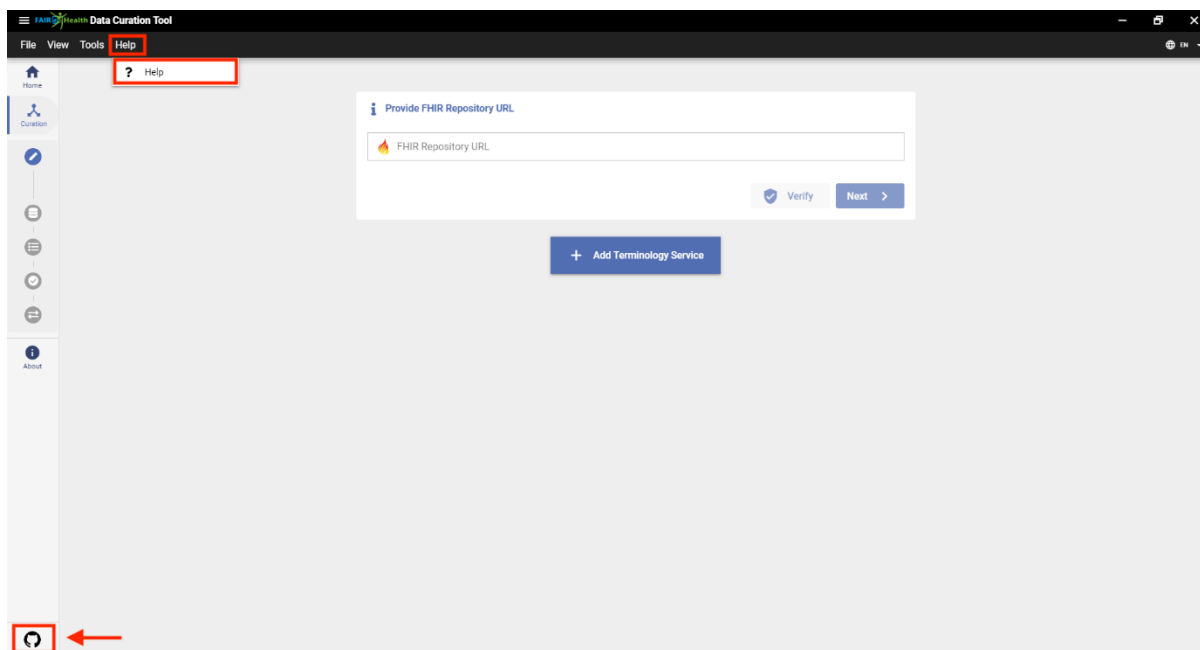 FAIR4Health Data Curation Tool
File View Tools Help
EN
? Help
Home
Curation
About
Provide FHIR Repository URL
FHIR Repository URL
Verify
Next
Add Terminology Service